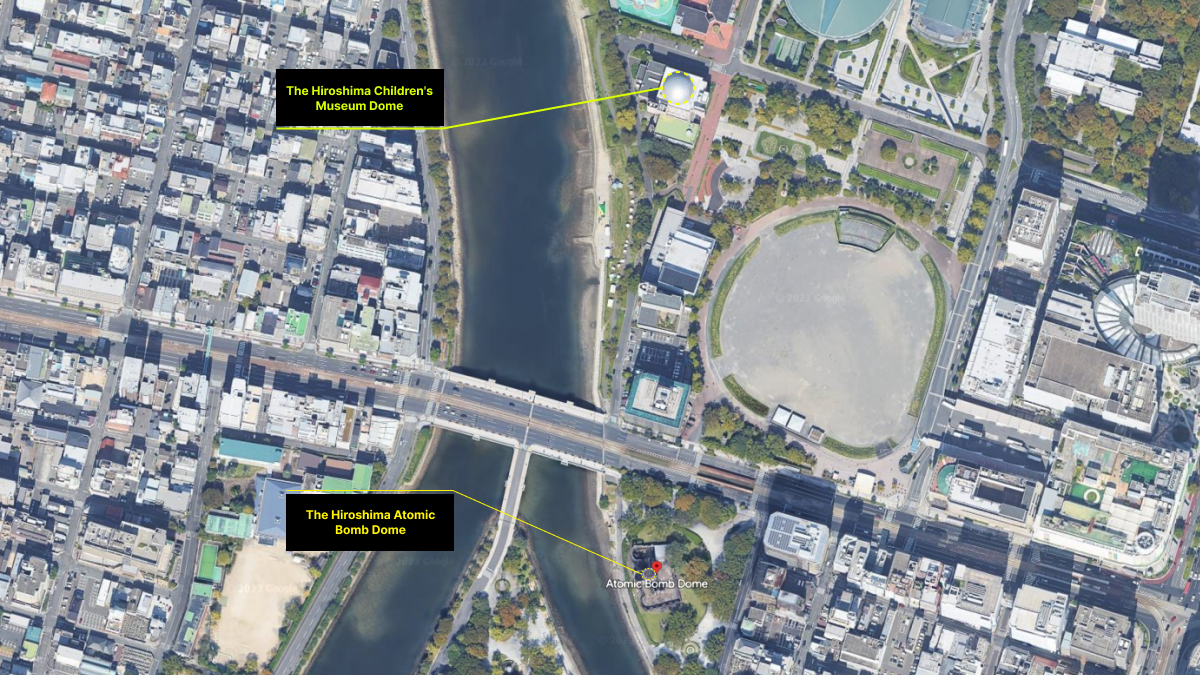 The Hiroshima Children's
Museum Dome
The Hiroshima Atomic
Bomb Dome
Atomic Bomb Dome